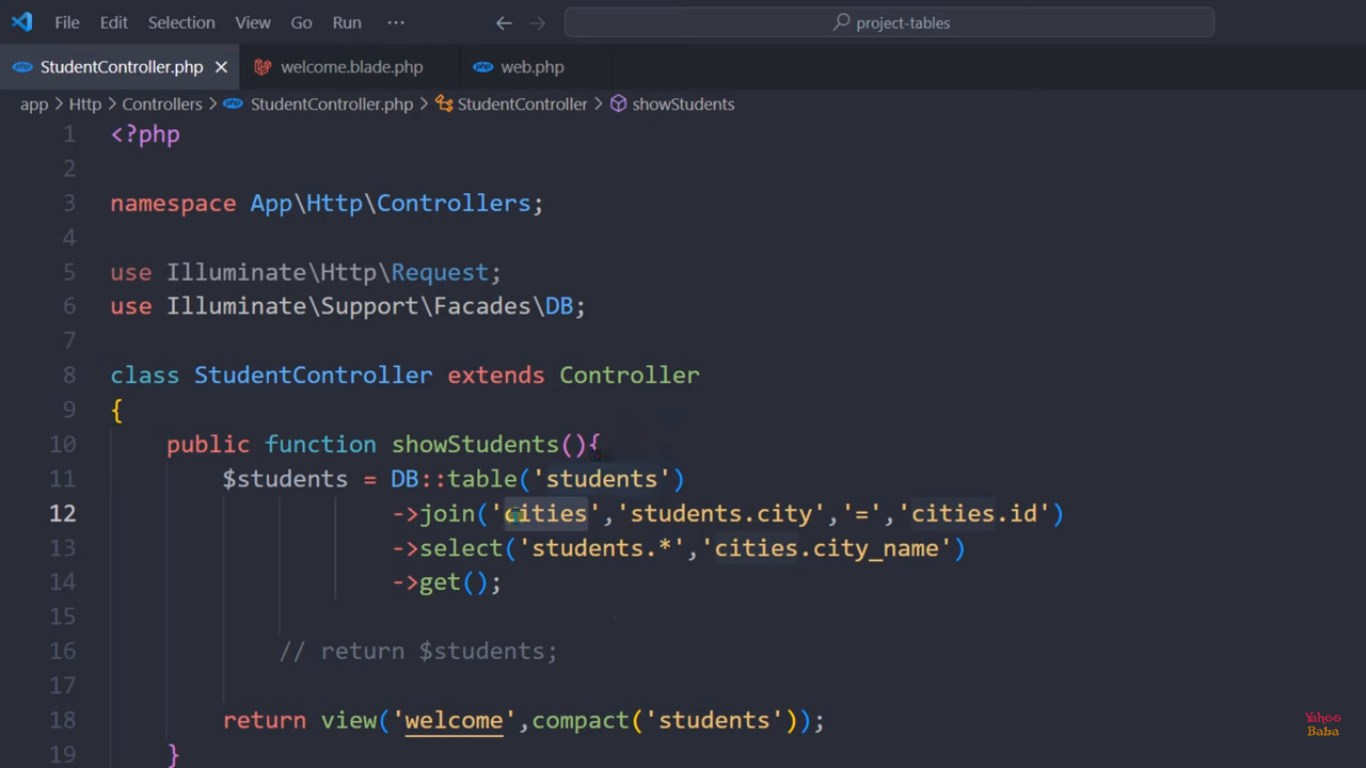 File Edit Selection View Go Run ··· ← → project-tables
StudentController.php × welcome.blade.php php web.php
app > Http > Controllers > php StudentController.php > StudentController > showStudents
1 <?php
2
3 namespace App\Http\Controllers;
4
5 use Illuminate\Http\Request;
6 use Illuminate\Support\Facades\DB;
7
8 class StudentController extends Controller
9 {
10 public function showStudents(){
11 $students = DB::table('students')
12 ->join('cities','students.city','=','cities.id')
13 ->select('students.*','cities.city_name')
14 ->get();
15
16 // return $students;
17
18 return view('welcome',compact('students'));
19 }
Yahoo
Baba